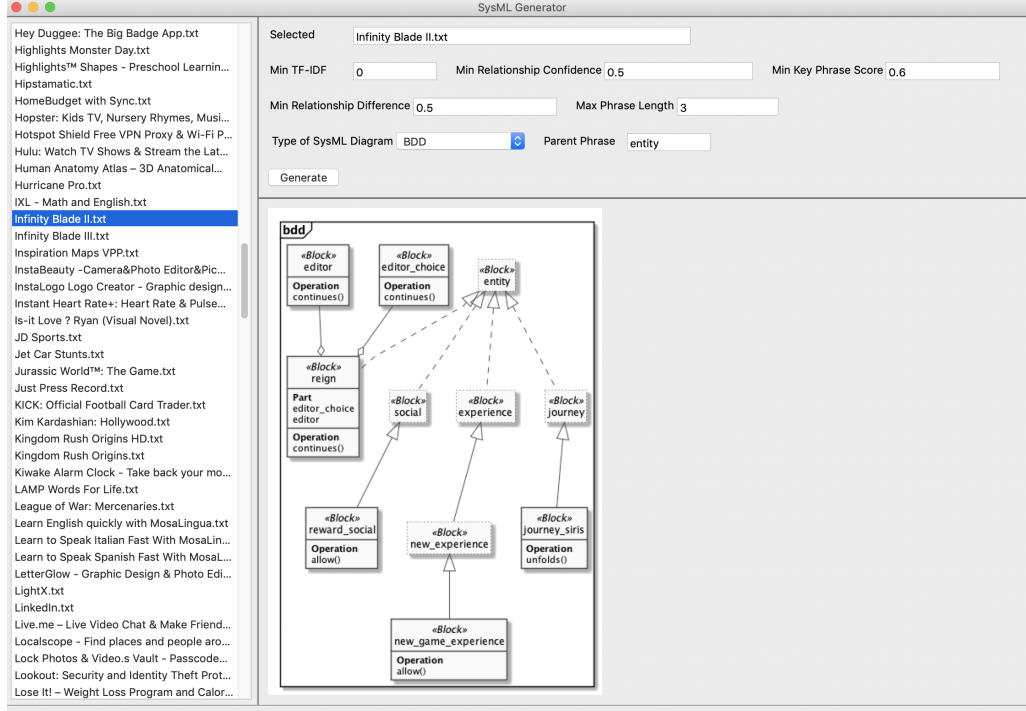 SysML Generator
Hey Duggee: The Big Badge App.txt
Highlights Monster Day.txt
Highlights™ Shapes - Preschool Learnin...
Hipstamatic.txt
HomeBudget with Sync.txt
Hopster: Kids TV, Nursery Rhymes, Musi...
Hotspot Shield Free VPN Proxy & Wi-Fi P...
Hulu: Watch TV Shows & Stream the Lat...
Human Anatomy Atlas – 3D Anatomical...
Hurricane Pro.txt
IXL - Math and English.txt
Infinity Blade II.txt
Infinity Blade III.txt
Inspiration Maps VPP.txt
InstaBeauty -Camera&Photo Editor&Pic...
InstaLogo Logo Creator - Graphic design...
Instant Heart Rate+: Heart Rate & Pulse...
Is-it Love ? Ryan (Visual Novel).txt
JD Sports.txt
Jet Car Stunts.txt
Jurassic World™: The Game.txt
Just Press Record.txt
KICK: Official Football Card Trader.txt
Kim Kardashian: Hollywood.txt
Kingdom Rush Origins HD.txt
Kingdom Rush Origins.txt
Kiwake Alarm Clock - Take back your mo...
LAMP Words For Life.txt
League of War: Mercenaries.txt
Learn English quickly with MosaLingua.txt
Learn to Speak Italian Fast With MosaLin...
Learn to Speak Spanish Fast With MosaL...
LetterGlow - Graphic Design & Photo Edi...
LightX.txt
LinkedIn.txt
Live.me – Live Video Chat & Make Friend...
Localscope - Find places and people aro...
Lock Photos & Video.s Vault - Passcode...
Lookout: Security and Identity Theft Prot...
Lose It! – Weight Loss Program and Calor...
Selected Infinity Blade II.txt
Min TF-IDF 0 Min Relationship Confidence 0.5 Min Key Phrase Score 0.6
Min Relationship Difference 0.5 Max Phrase Length 3
Type of SysML Diagram BDD Parent Phrase entity
Generate
bdd
«Block»
editor
Operation
continues()
«Block»
editor_choice
Operation
continues()
«Block»
entity
«Block»
reign
Part
editor_choice
editor
Operation
continues()
«Block»
social
«Block»
experience
«Block»
journey
«Block»
reward_social
Operation
allow()
«Block»
new_experience
«Block»
journey_siris
Operation
unfolds()
«Block»
new_game_experience
Operation
allow()